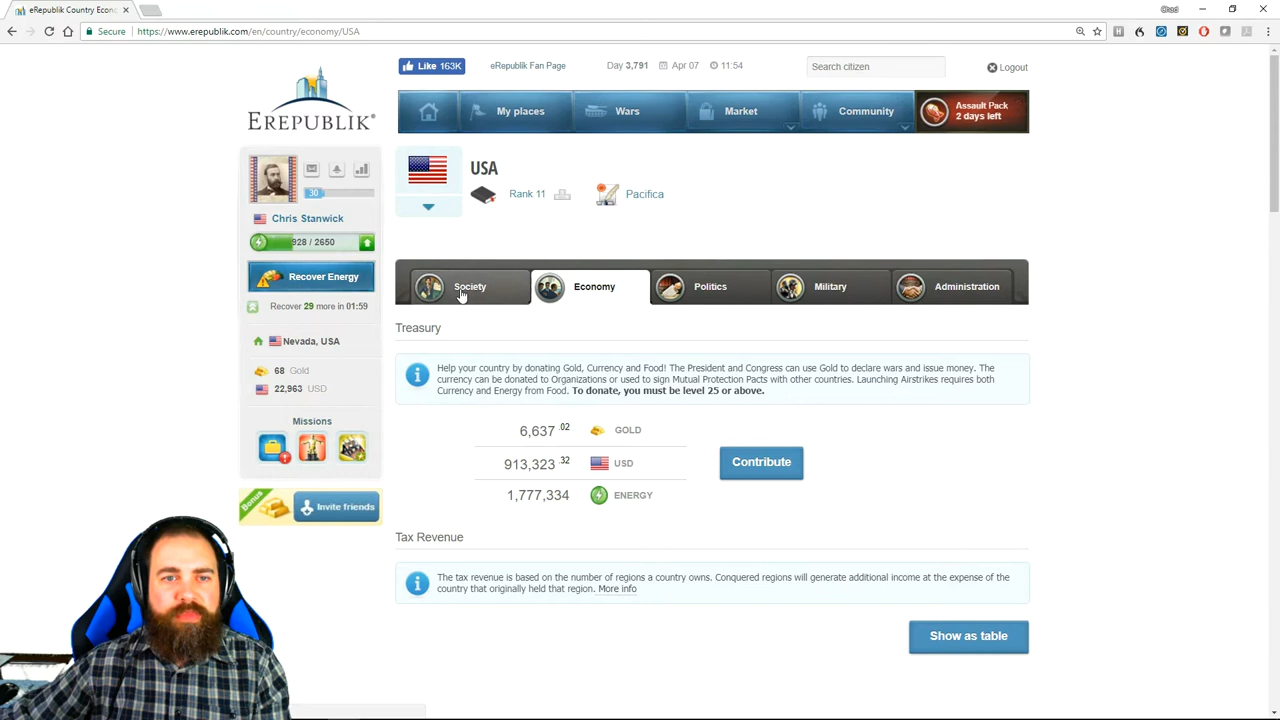 eRepublik Country Econ
Chad
Secure
https://www.erepublik.com/en/country/economy/USA
Like 163K
eRepublik Fan Page
Day 3,791
Apr 07
11:54
Search citizen
Logout
EREPUBLIK
My places
Wars
Market
Community
Assault Pack
2 days left
30
Chris Stanwick
928 / 2650
Recover Energy
Recover 29 more in 01:59
Nevada, USA
68 Gold
22,963 USD
Missions
Bonus
Invite friends
USA
Rank 11
Pacifica
Society
Economy
Politics
Military
Administration
Treasury
Help your country by donating Gold, Currency and Food! The President and Congress can use Gold to declare wars and issue money. The
currency can be donated to Organizations or used to sign Mutual Protection Pacts with other countries. Launching Airstrikes requires both
Currency and Energy from Food. To donate, you must be level 25 or above.
6,637 .02 GOLD
913,323 .32 USD
1,777,334 ENERGY
Contribute
Tax Revenue
The tax revenue is based on the number of regions a country owns. Conquered regions will generate additional income at the expense of the
country that originally held that region. More info
Show as table